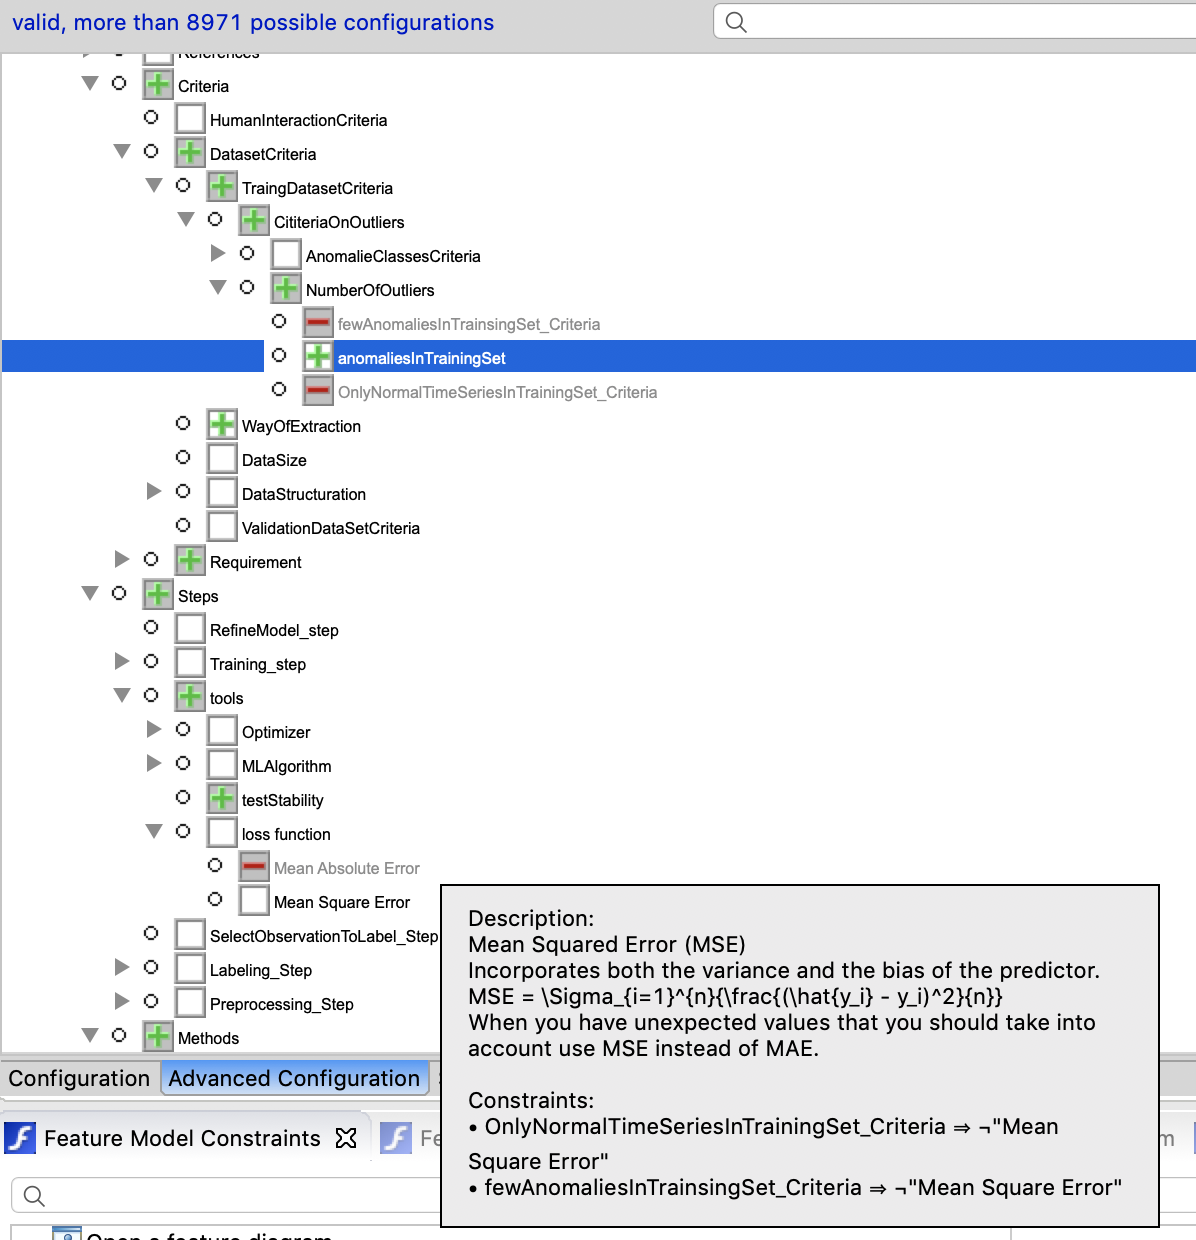 valid, more than 8971 possible configurations
References
Criteria
HumanInteractionCriteria
DatasetCriteria
TraingDatasetCriteria
CititeriaOnOutliers
AnomalieClassesCriteria
NumberOfOutliers
fewAnomaliesInTrainsingSet_Criteria
anomaliesInTrainingSet
OnlyNormalTimeSeriesInTrainingSet_Criteria
WayOfExtraction
DataSize
DataStructuration
ValidationDataSetCriteria
Requirement
Steps
RefineModel_step
Training_step
tools
Optimizer
MLAlgorithm
testStability
loss function
Mean Absolute Error
Mean Square Error
SelectObservationToLabel_Step
Labeling_Step
Preprocessing_Step
Methods
Description:
Mean Squared Error (MSE)
Incorporates both the variance and the bias of the predictor.
MSE = \Sigma_{i=1}^{n}{\frac{(\hat{y_i} - y_i)^2}{n}}
When you have unexpected values that you should take into
account use MSE instead of MAE.
Constraints:
• OnlyNormalTimeSeriesInTrainingSet_Criteria ⇒ ¬"Mean
Square Error"
• fewAnomaliesInTrainsingSet_Criteria ⇒ ¬"Mean Square Error"
Configuration
Advanced Configuration
Feature Model Constraints
Fe
m
Open a feature diagram